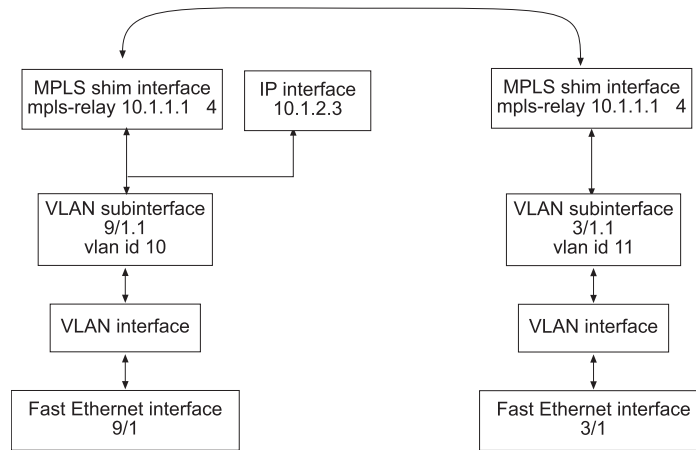 MPLS shim interface
mpls-relay 10.1.1.1 4
IP interface
10.1.2.3
MPLS shim interface
mpls-relay 10.1.1.1 4
VLAN subinterface
9/1.1
vlan id 10
VLAN subinterface
3/1.1
vlan id 11
VLAN interface
VLAN interface
Fast Ethernet interface
9/1
Fast Ethernet interface
3/1